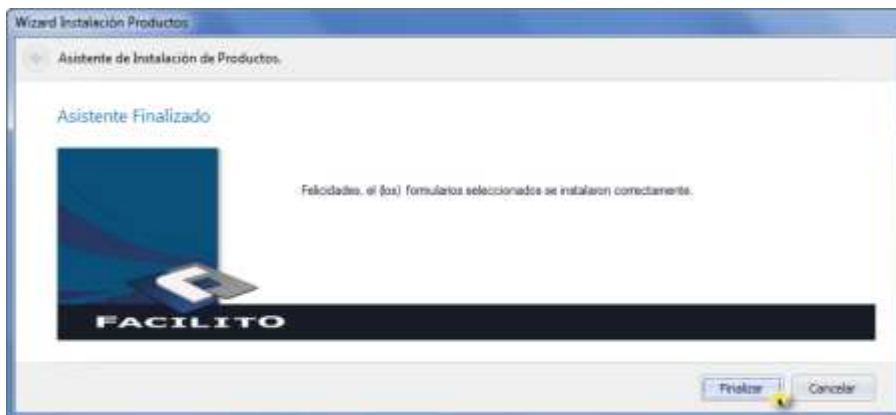 Wizard Instalación Productos
Asistente de Instalación de Productos.
Asistente Finalizado
Felicidades, el (los) formularios seleccionados se instalaron correctamente.
FACILITO
Finalizar
Cancelar